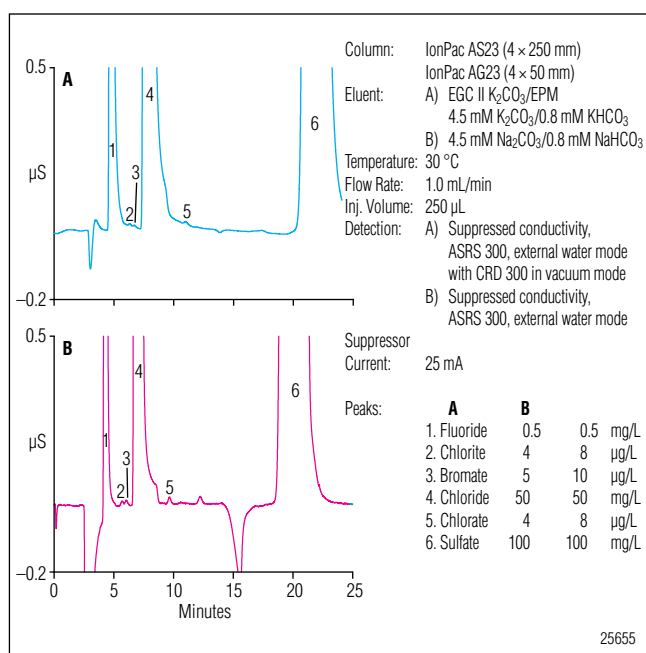 0.5
A
µS
–0.2
1
2
3
4
5
6
0.5
B
µS
–0.2
1
2
3
4
5
6
0 5 10 15 20 25
Minutes
Column: IonPac AS23 (4 × 250 mm)
IonPac AG23 (4 × 50 mm)
Eluent: A) EGC II K₂CO₃/EPM
4.5 mM K₂CO₃/0.8 mM KHCO₃
B) 4.5 mM Na₂CO₃/0.8 mM NaHCO₃
Temperature: 30 °C
Flow Rate: 1.0 mL/min
Inj. Volume: 250 µL
Detection: A) Suppressed conductivity,
ASRS 300, external water mode
with CRD 300 in vacuum mode
B) Suppressed conductivity,
ASRS 300, external water mode
Suppressor
Current: 25 mA
Peaks: A B
1. Fluoride 0.5 0.5 mg/L
2. Chlorite 4 8 µg/L
3. Bromate 5 10 µg/L
4. Chloride 50 50 mg/L
5. Chlorate 4 8 µg/L
6. Sulfate 100 100 mg/L
25655